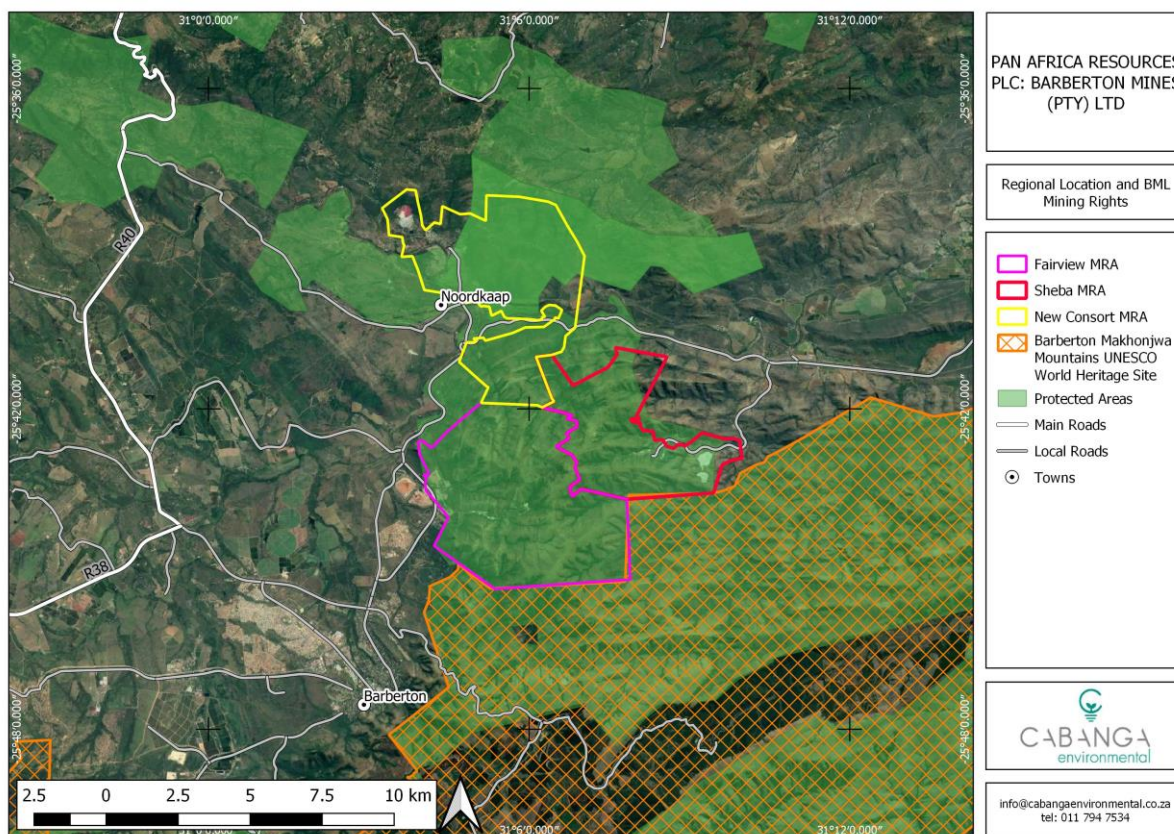 31°0'0.000"
31°6'0.000"
31°12'0.000"
-25°36'0.000"
-25°36'0.000"
R40
Noordkaap
-25°42'0.000"
-25°42'0.000"
R38
Barberton
-25°48'0.000"
-25°48'0.000"
2.5 0 2.5 5 7.5 10 km
31°0'0.000"
31°6'0.000"
31°12'0.000"
PAN AFRICA RESOURCES
PLC: BARBERTON MINES
(PTY) LTD
Regional Location and BML
Mining Rights
Fairview MRA
Sheba MRA
New Consort MRA
Barberton Makhonjwa
Mountains UNESCO
World Heritage Site
Protected Areas
Main Roads
Local Roads
Towns
CABANGA
environmental
info@cabangaenvironmental.co.za
tel: 011 794 7534